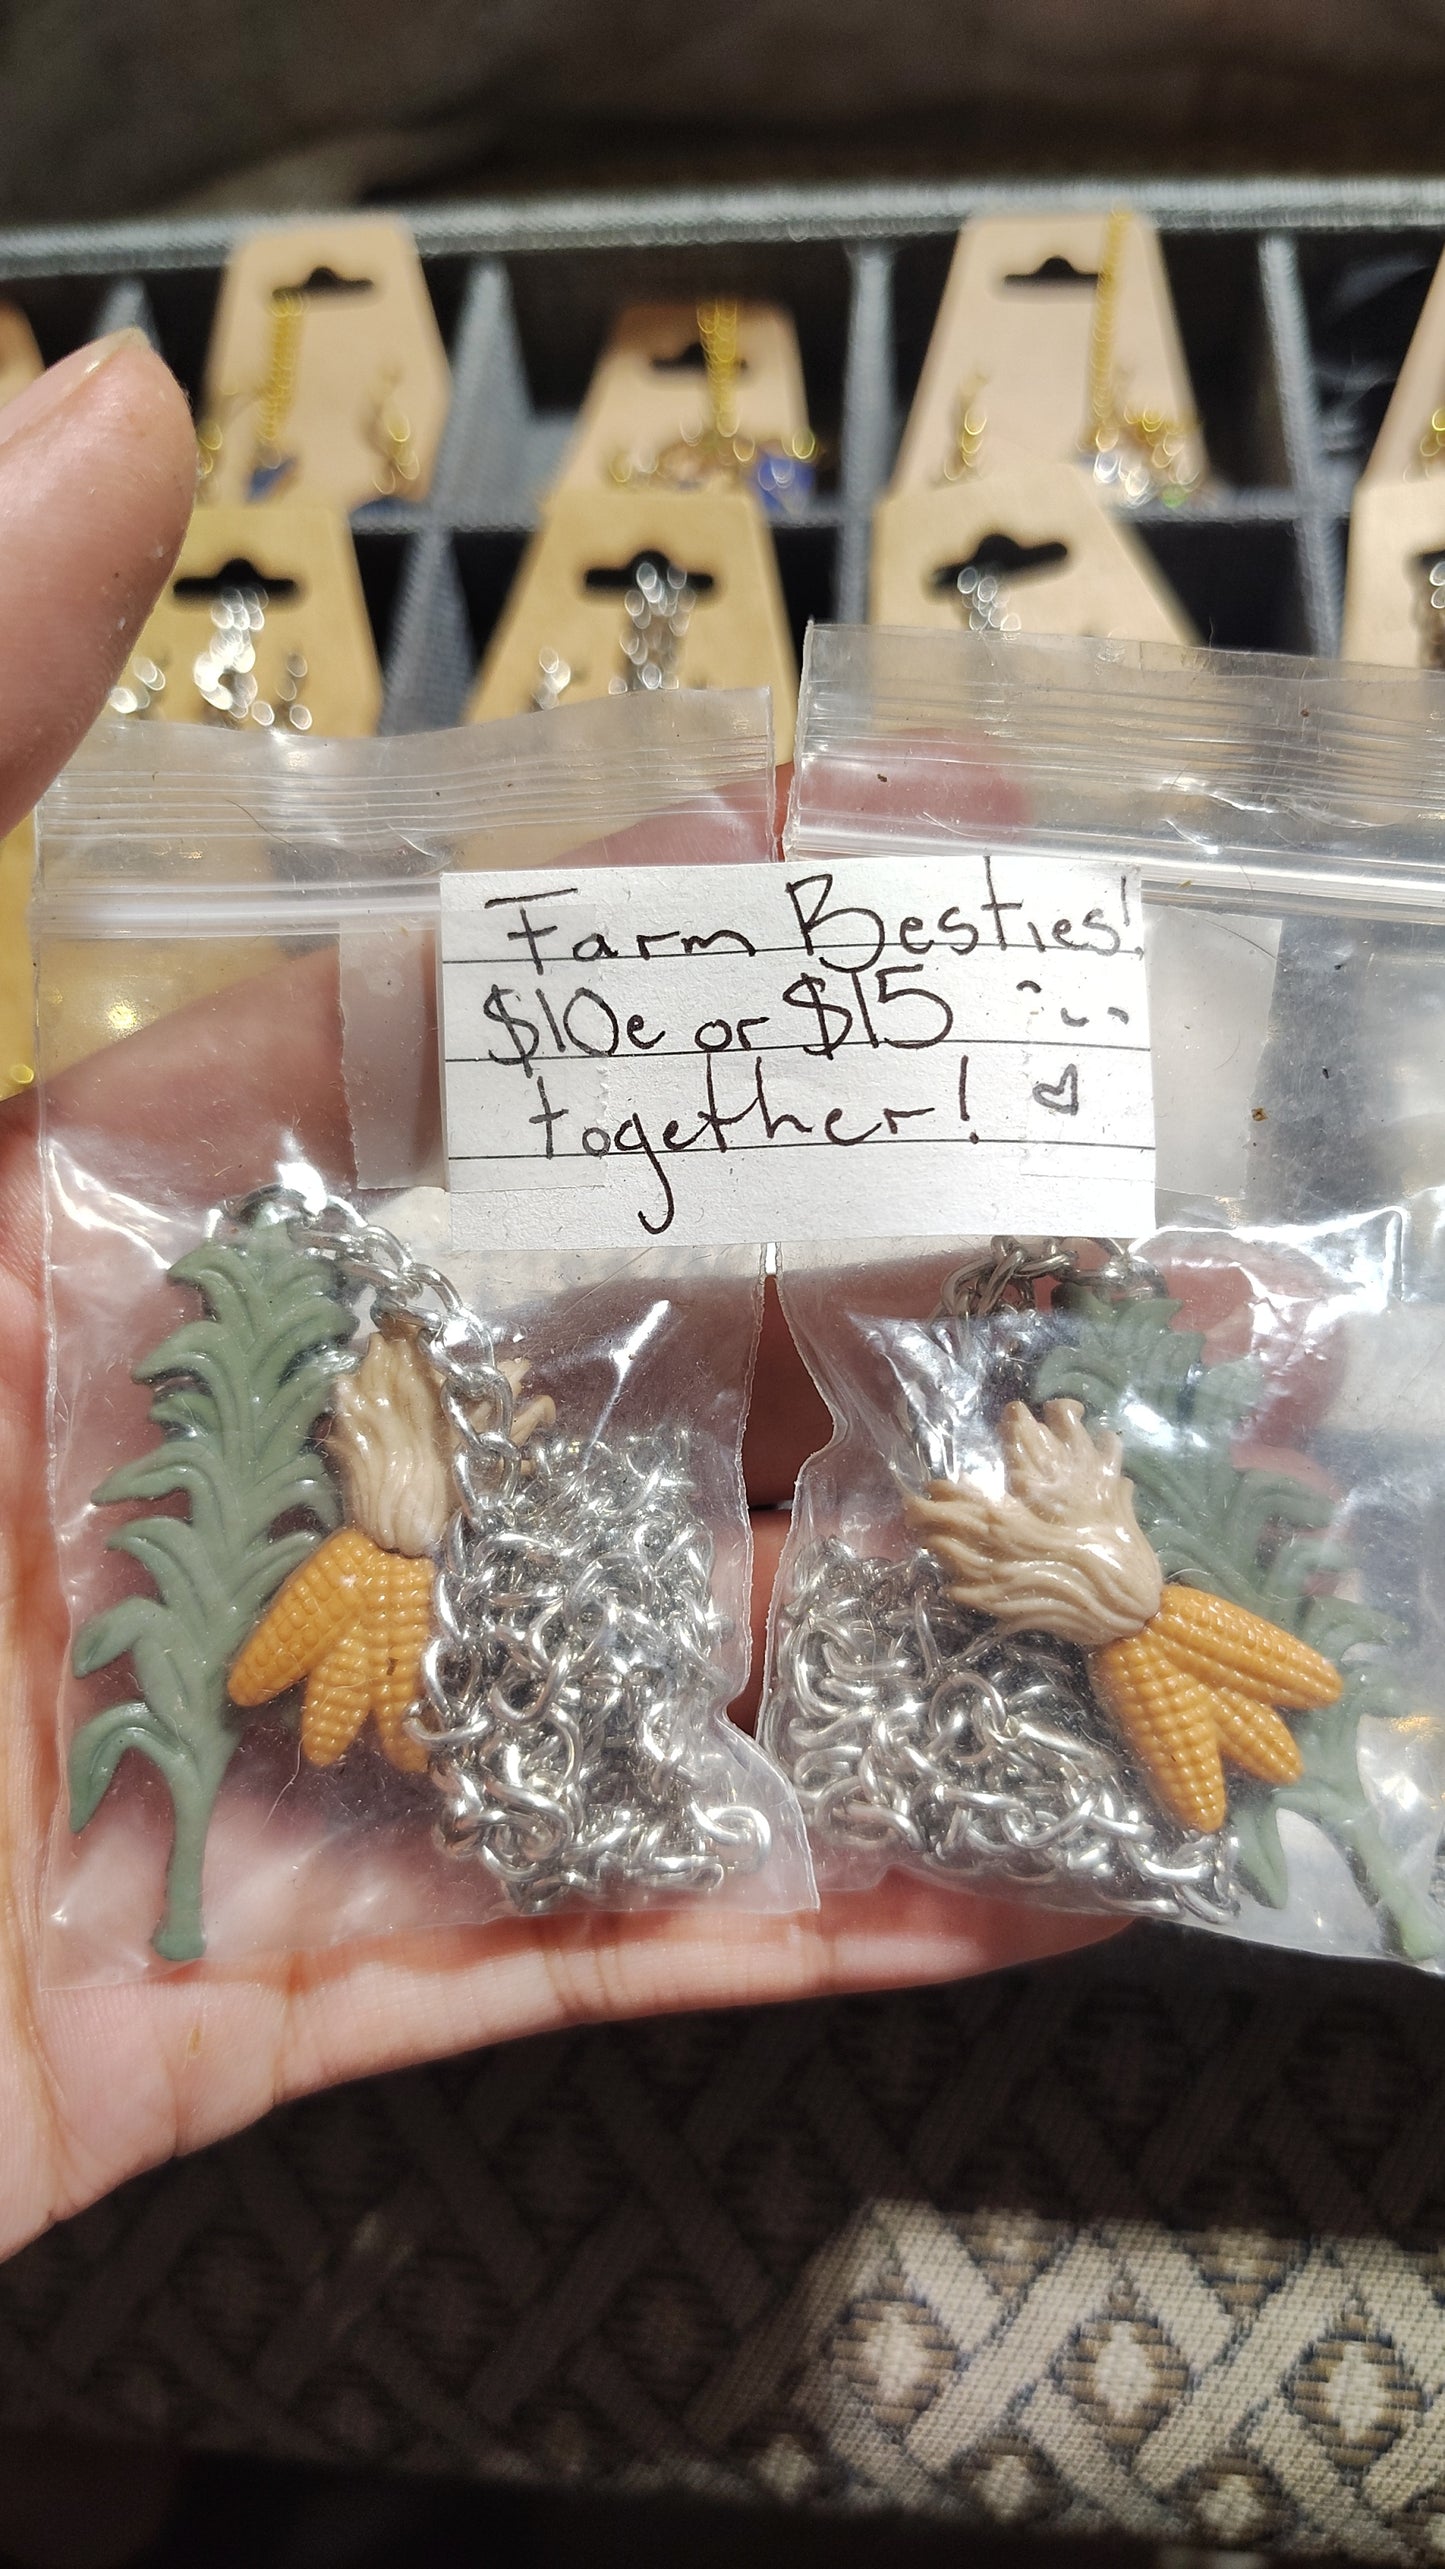 Farm Besties!
$10e or $15
together!